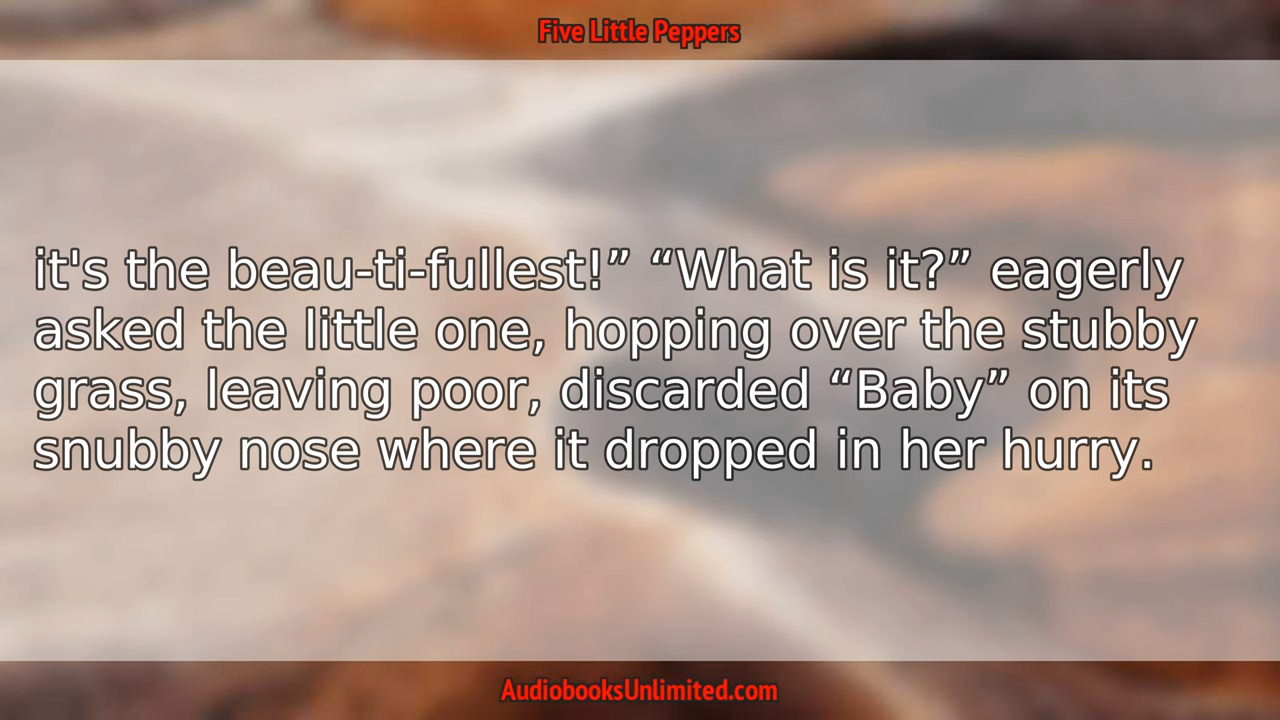 Five Little Peppers
it's the beau-ti-fullest!” “What is it?” eagerly
asked the little one, hopping over the stubby
grass, leaving poor, discarded “Baby” on its
snubby nose where it dropped in her hurry.
AudiobooksUnlimited.com